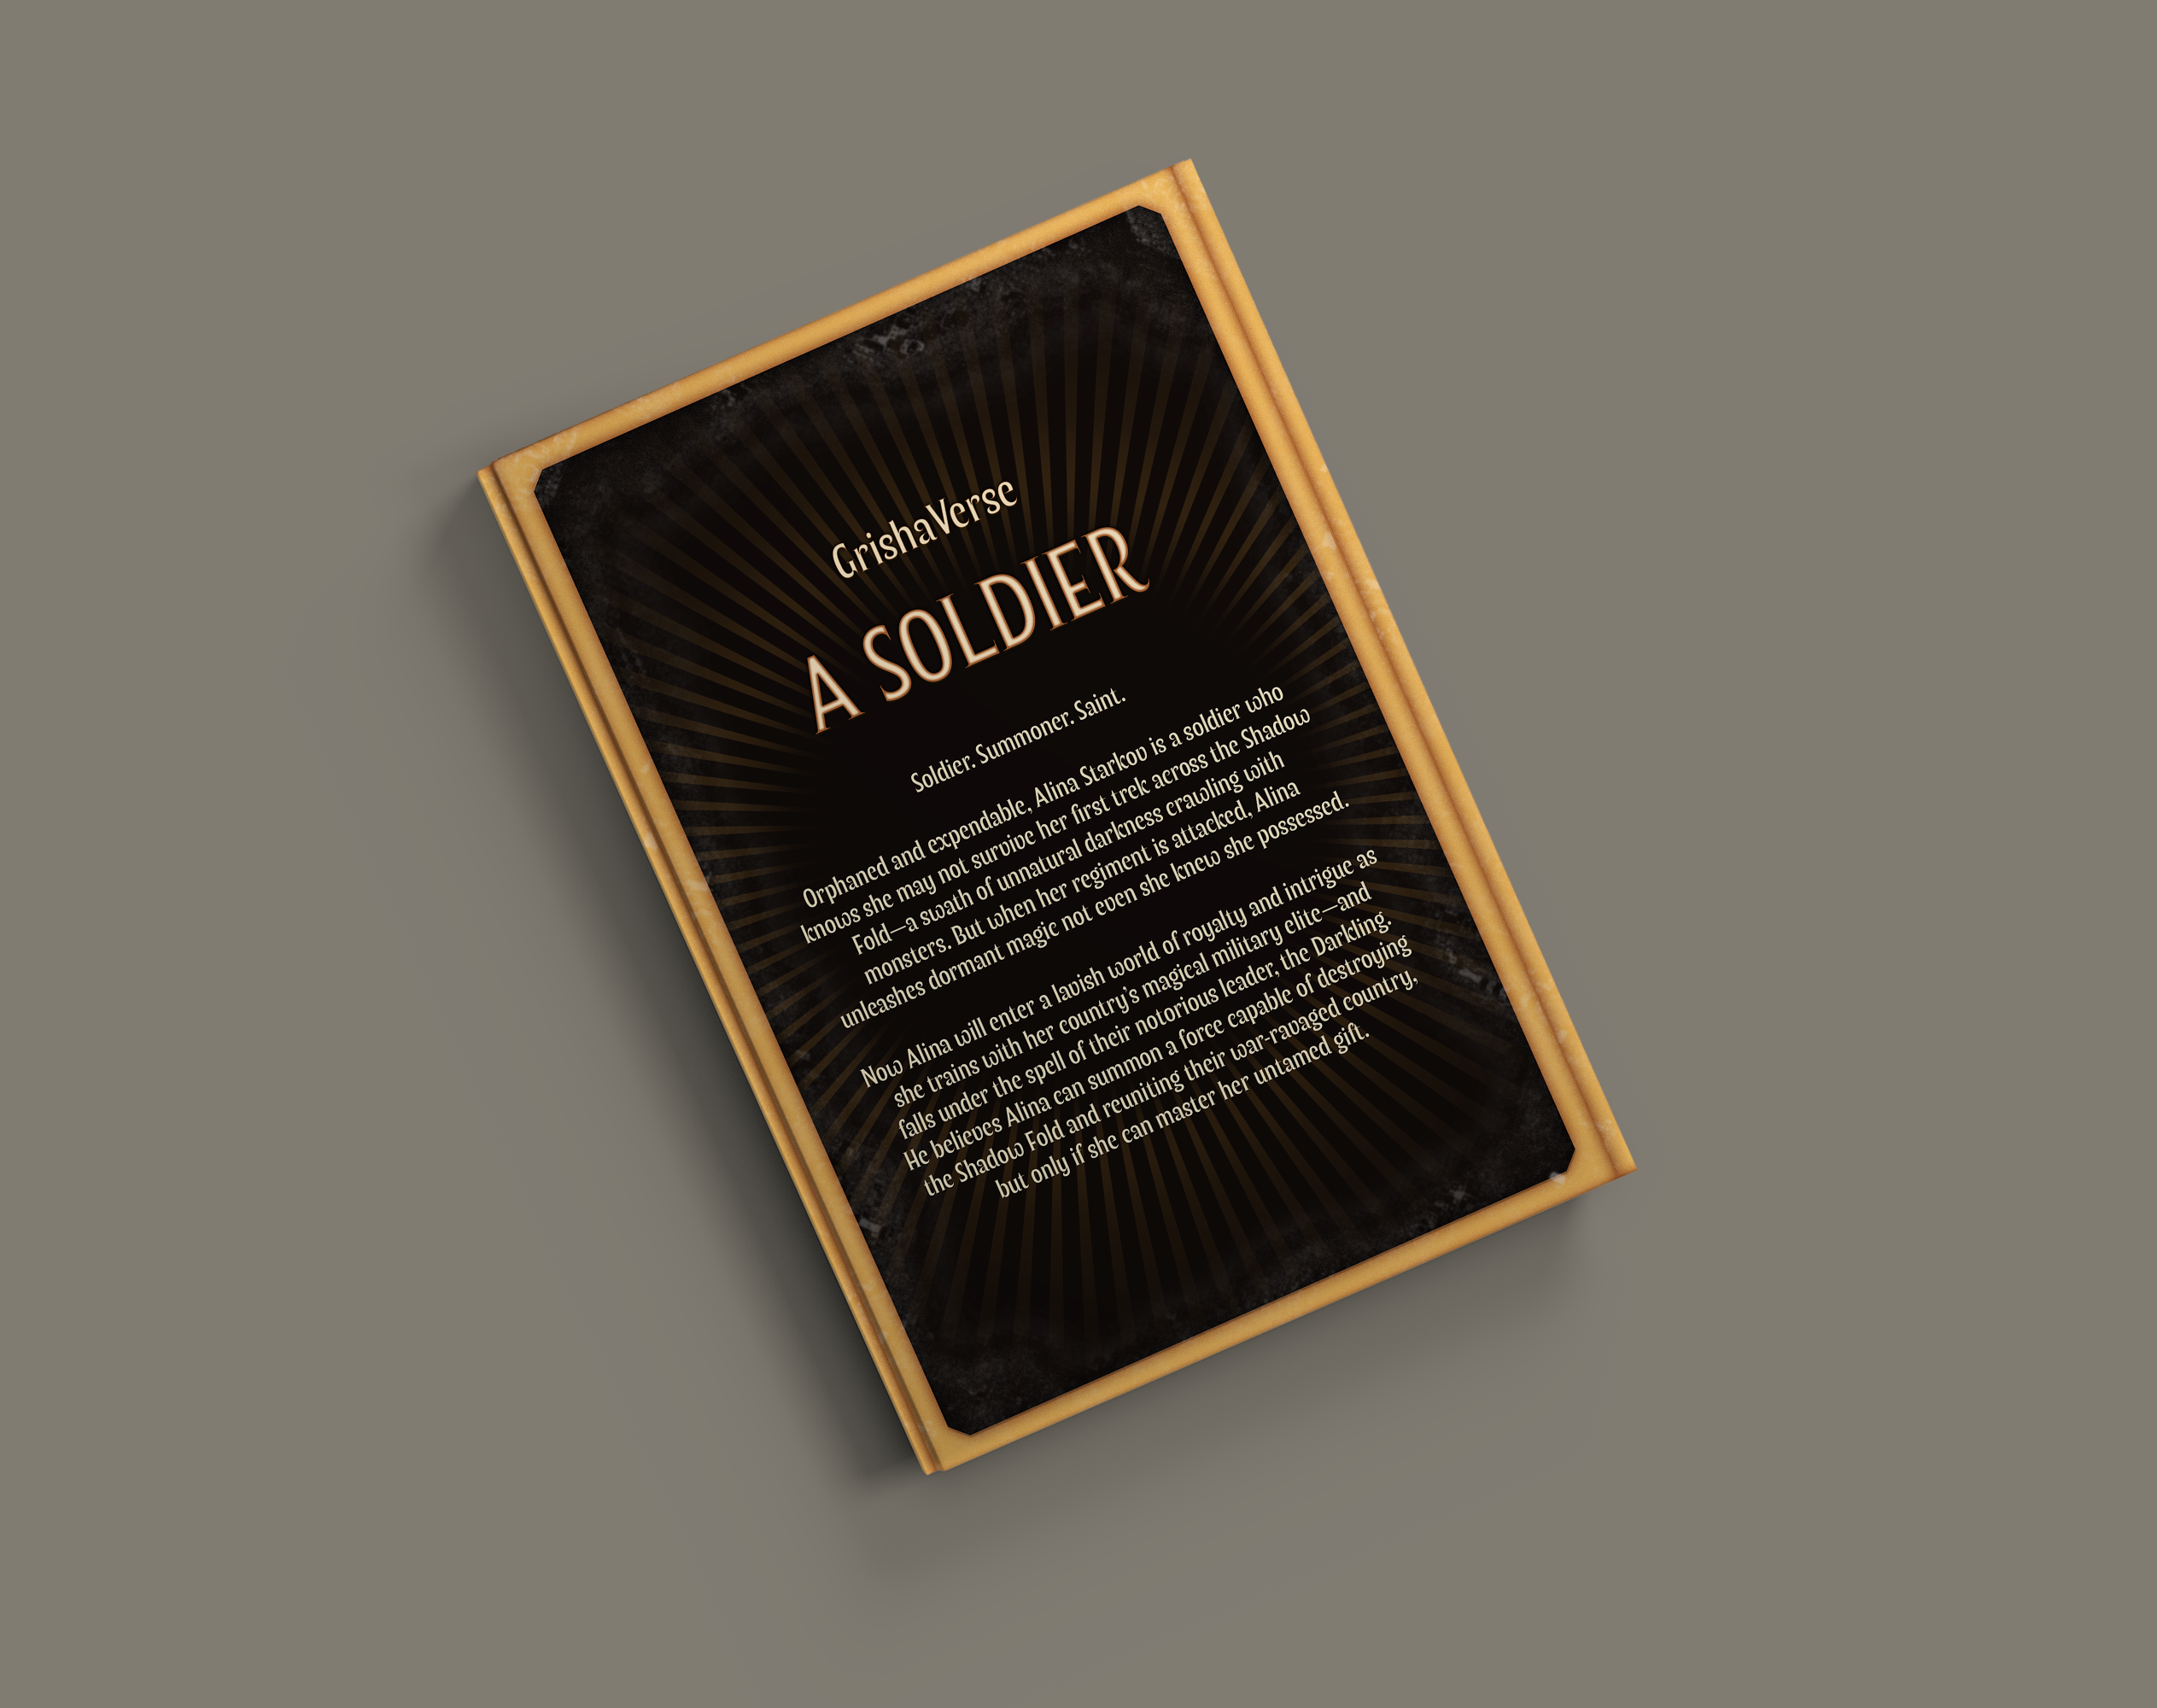 GrishaVerse
A SOLDIER
Soldier. Summoner. Saint.
Orphaned and expendable, Alina Starkov is a soldier who
knows she may not survive her first trek across the Shadow
Fold—a swath of unnatural darkness crawling with
monsters. But when her regiment is attacked, Alina
unleashes dormant magic not even she knew she possessed.
Now Alina will enter a lavish world of royalty and intrigue as
she trains with her country's magical military elite—and
falls under the spell of their notorious leader, the Darkling.
He believes Alina can summon a force capable of destroying
the Shadow Fold and reuniting their war-ravaged country,
but only if she can master her untamed gift.